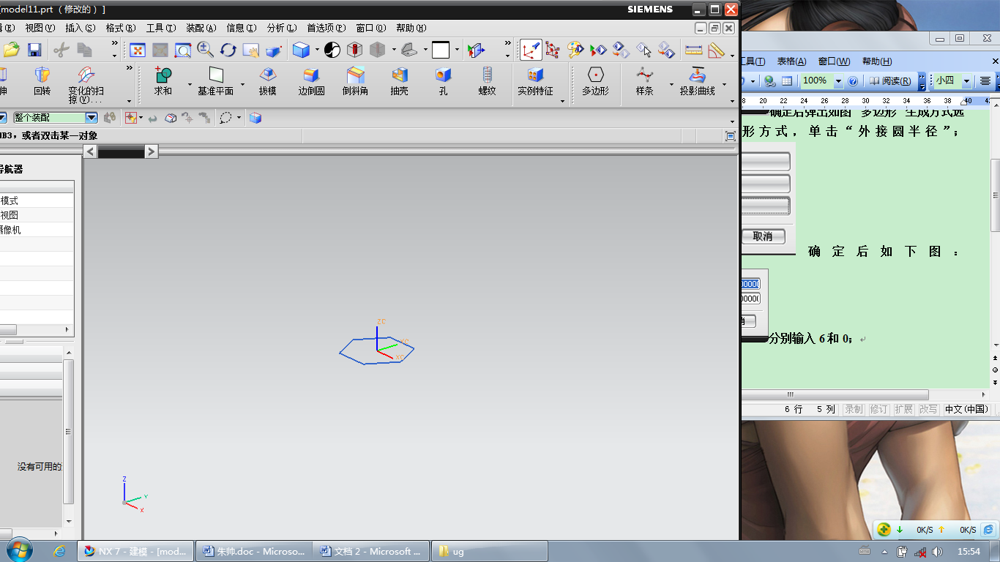 [model11.prt（修改的）]
SIEMENS
视图(V) 插入(S) 格式(R) 工具(T) 装配(A) 信息(I) 分析(L) 首选项(P) 窗口(O) 帮助(H)
伸 回转 变化的扫掠(V)... 求和 基准平面 拔模 边倒圆 倒斜角 抽壳 孔 螺纹 实例特征 多边形 样条 投影曲线
整个装配
MB3，或者双击某一对象
导航器
模式
视图
摄像机
没有可用的
ZC
YC
XC
Z
Y
X
工具(T) 表格(A) 窗口(W) 帮助(H)
100% 阅读(R) 小四
8 20 22 24 26 28 30 32 34 36 38 40 42
确定后弹出如图“多边形”生成方式选
形方式，单击“外接圆半径”；
取消
确定后如下图：
分别输入 6 和 0；
6 行 5 列 录制 修订 扩展 改写 中文(中国)
0K/S 0K/S
NX 7 - 建模 - [mod... 朱帅.doc - Microso... 文档 2 - Microsoft ... ug
15:54